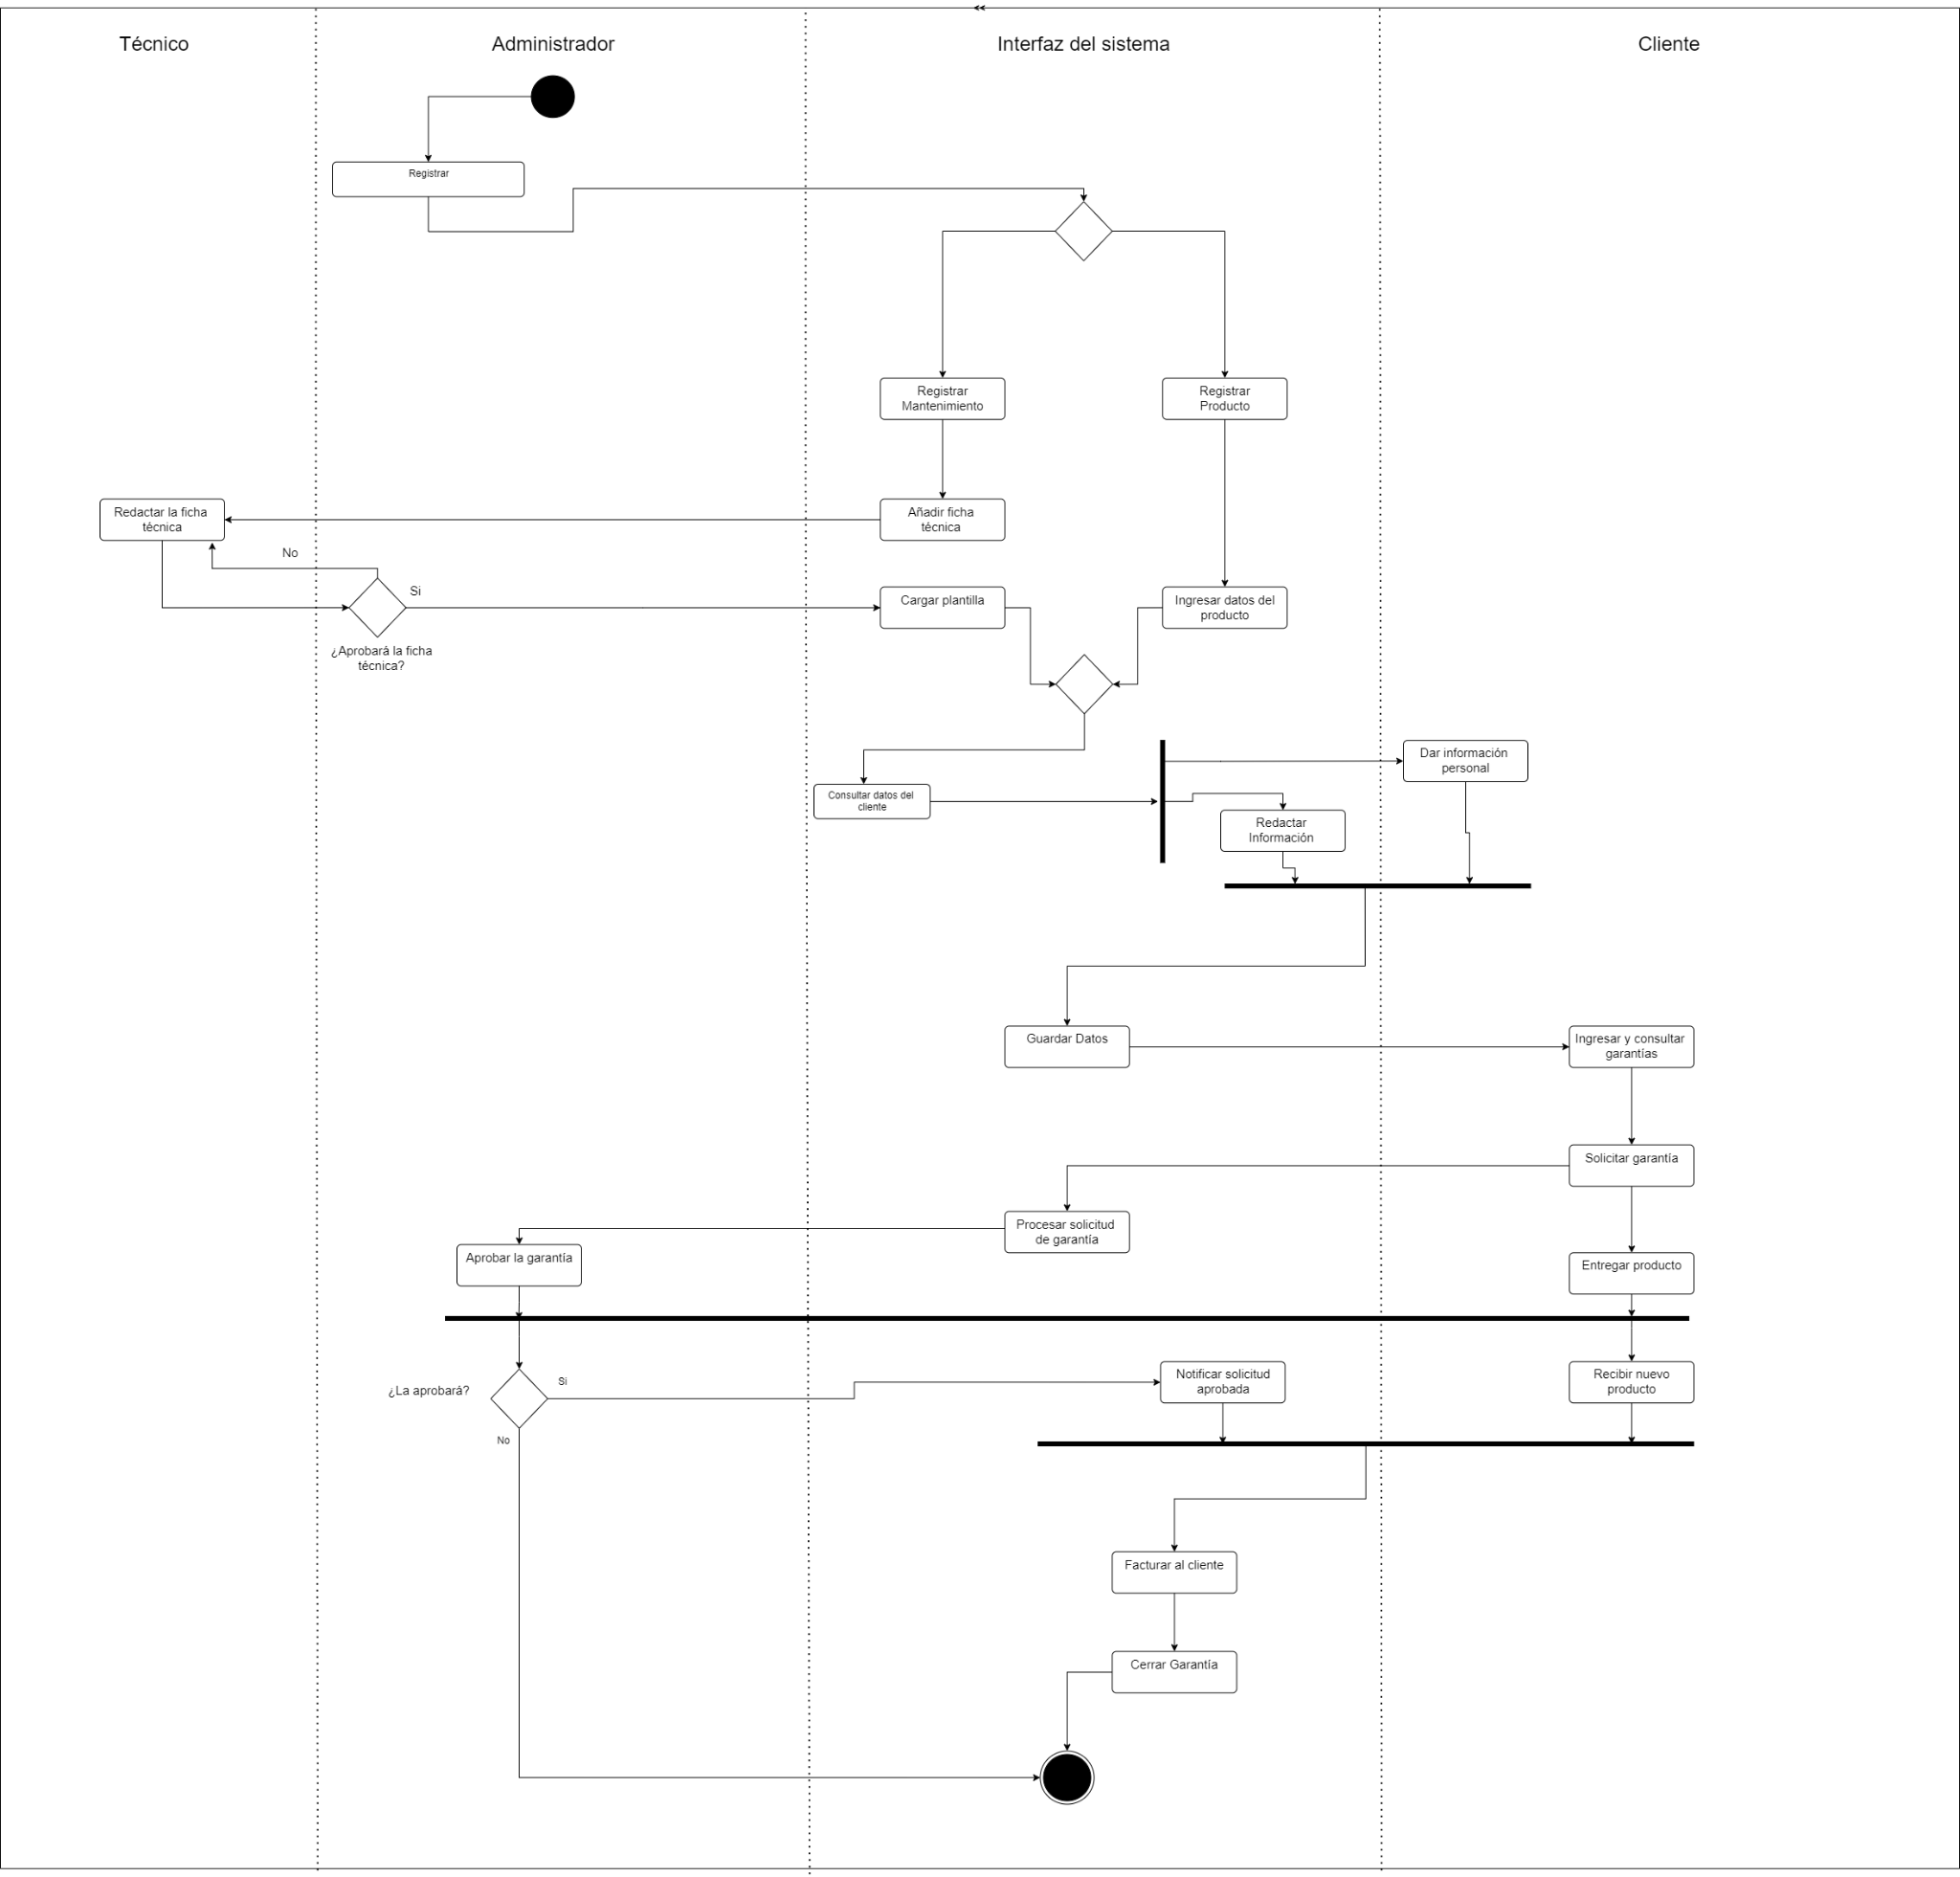 Técnico
Administrador
Interfaz del sistema
Cliente
Registrar
Registrar
Mantenimiento
Registrar
Producto
Redactar la ficha
técnica
Añadir ficha
técnica
No
Si
Cargar plantilla
Ingresar datos del
producto
¿Aprobará la ficha
técnica?
Dar información
personal
Consultar datos del
cliente
Redactar
Información
Guardar Datos
Ingresar y consultar
garantías
Solicitar garantía
Procesar solicitud
de garantía
Aprobar la garantía
Entregar producto
¿La aprobará?
Si
Notificar solicitud
aprobada
Recibir nuevo
producto
No
Facturar al cliente
Cerrar Garantía